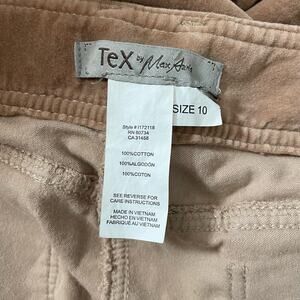 TeX by Max Azria
SIZE 10
Style #:I172118
RN 80734
CA 31458
100%COTTON
100%ALGODÓN
100%COTON
SEE REVERSE FOR
CARE INSTRUCTIONS
MADE IN VIETNAM
HECHO EN VIETNAM
FABRIQUÉ AU VIETNAM